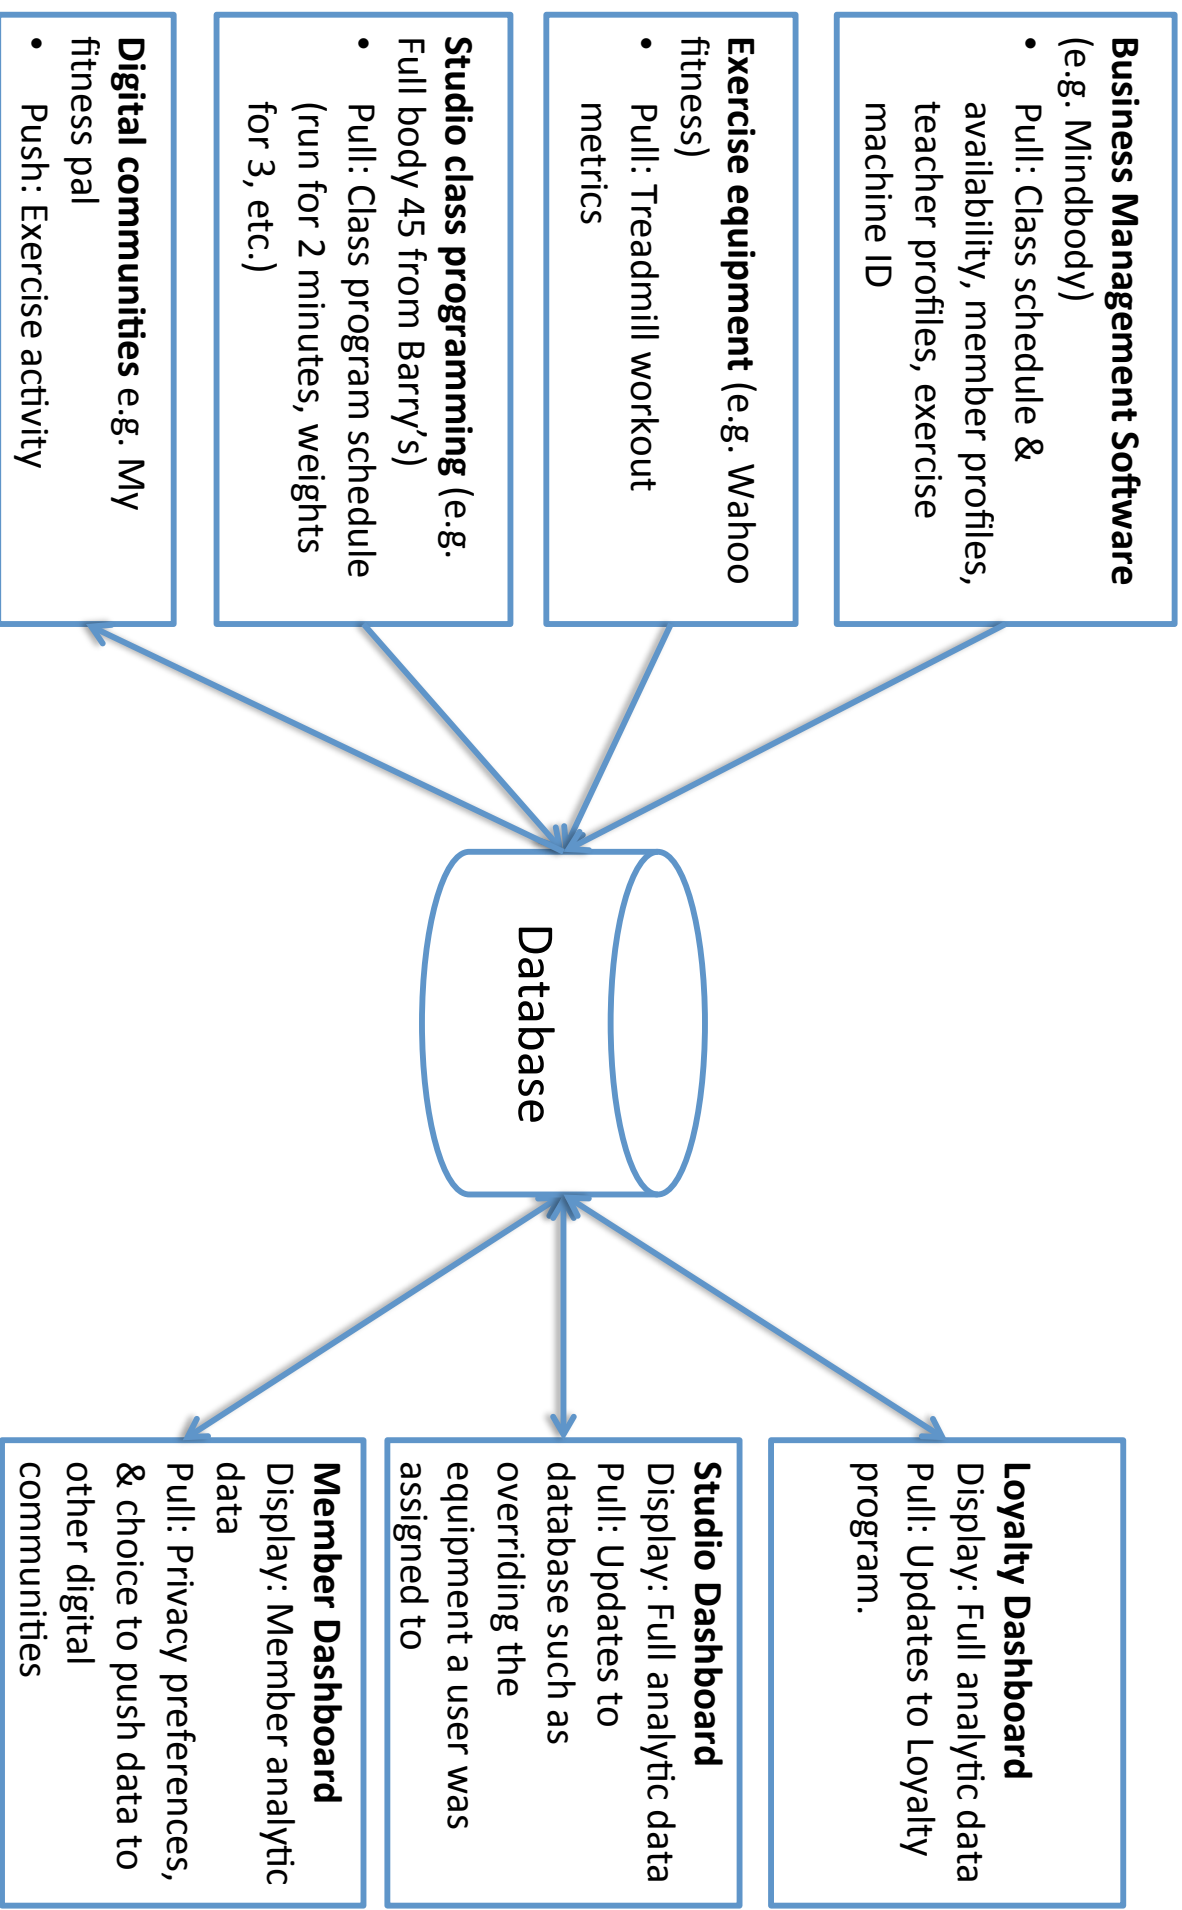 Business Management Software
(e.g. Mindbody)
• Pull: Class schedule &
availability, member profiles,
teacher profiles, exercise
machine ID
Exercise equipment (e.g. Wahoo
fitness)
• Pull: Treadmill workout
metrics
Studio class programming (e.g.
Full body 45 from Barry’s)
• Pull: Class program schedule
(run for 2 minutes, weights
for 3, etc.)
Digital communities e.g. My
fitness pal
• Push: Exercise activity
Database
Loyalty Dashboard
Display: Full analytic data
Pull: Updates to Loyalty
program.
Studio Dashboard
Display: Full analytic data
Pull: Updates to
database such as
overriding the
equipment a user was
assigned to
Member Dashboard
Display: Member analytic
data
Pull: Privacy preferences,
& choice to push data to
other digital
communities